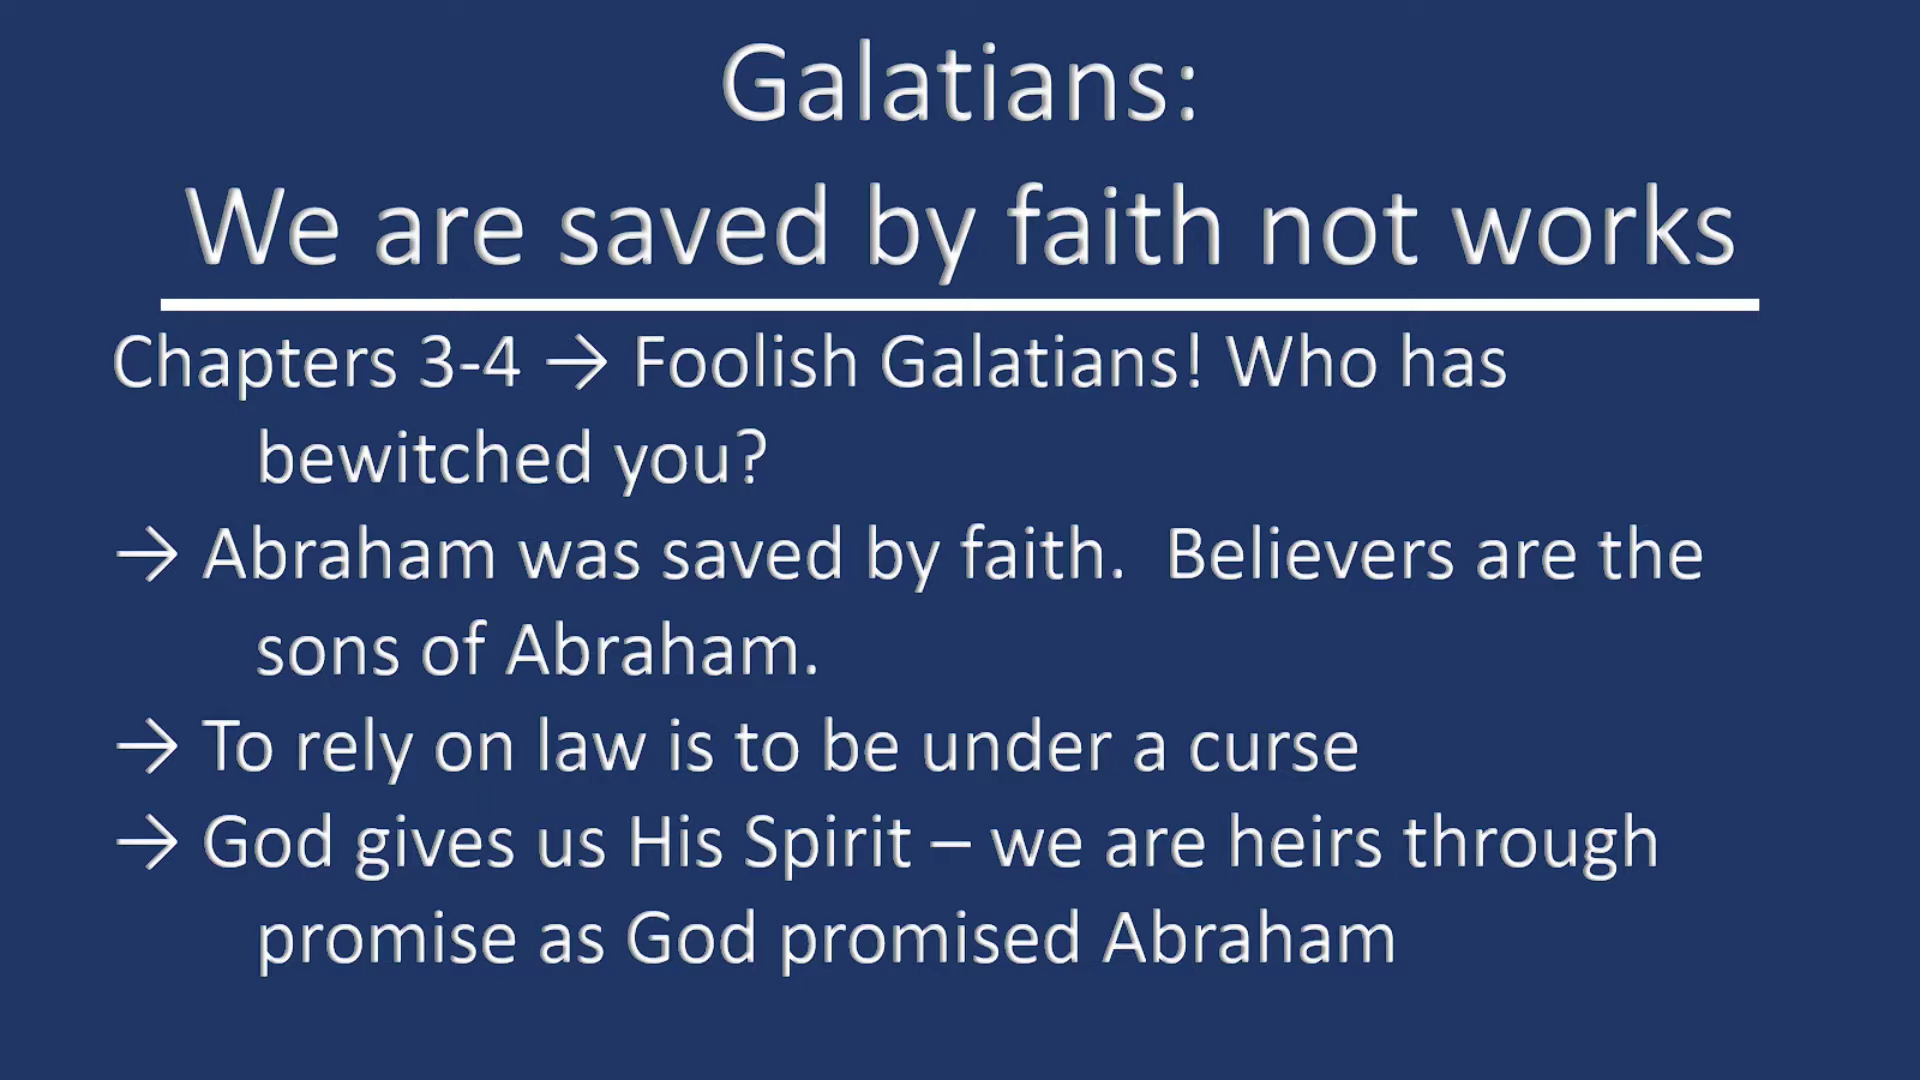 Galatians:
We are saved by faith not works
Chapters 3-4 → Foolish Galatians! Who has
bewitched you?
→ Abraham was saved by faith.  Believers are the
sons of Abraham.
→ To rely on law is to be under a curse
→ God gives us His Spirit – we are heirs through
promise as God promised Abraham